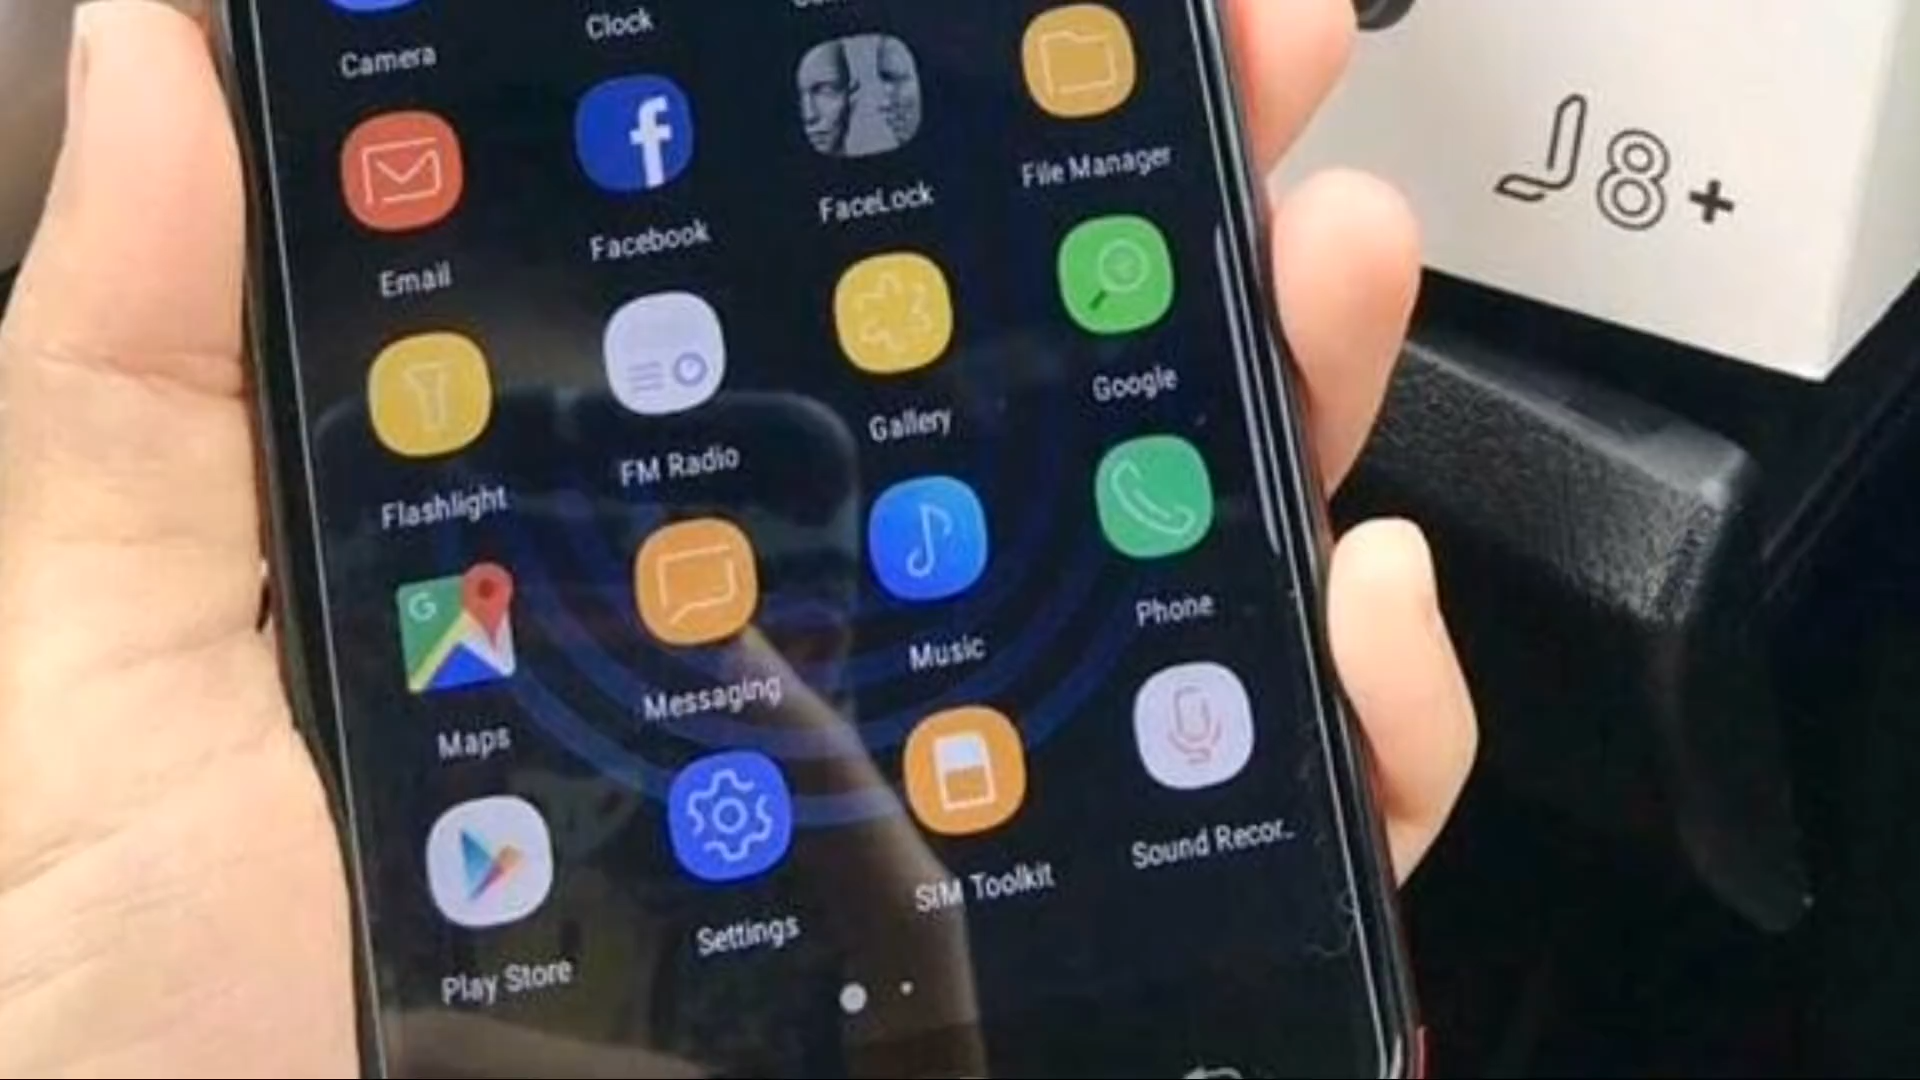 Camera
Clock
Email
Facebook
FaceLock
File Manager
Flashlight
FM Radio
Gallery
Google
G
Maps
Messaging
Music
Phone
Play Store
Settings
SIM Toolkit
Sound Recor...
J8+